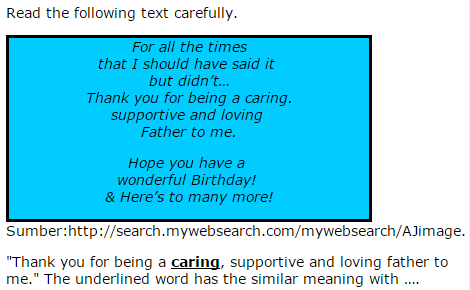 Read the following text carefully.
For all the times
that I should have said it
but didn't...
Thank you for being a caring.
supportive and loving
Father to me.
Hope you have a
wonderful Birthday!
& Here's to many more!
Sumber:http://search.mywebsearch.com/mywebsearch/AJimage.
"Thank you for being a caring, supportive and loving father to
me." The underlined word has the similar meaning with ....